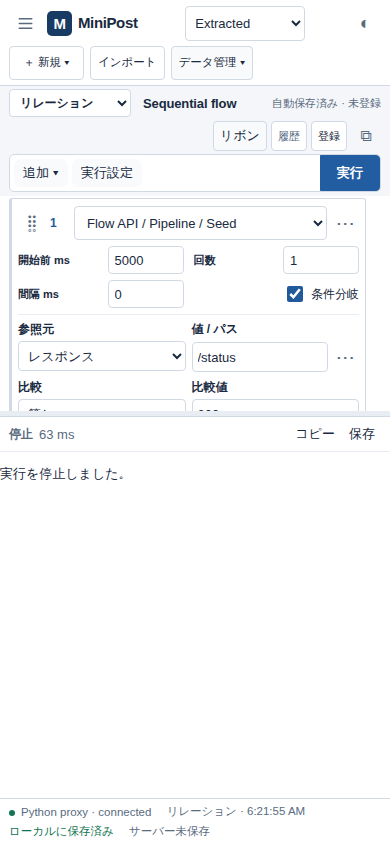 M MiniPost Extracted
＋ 新規 ▾ インポート データ管理 ▾
リレーション Sequential flow 自動保存済み · 未登録
リボン 履歴 登録
追加 ▾ 実行設定 実行
1 Flow API / Pipeline / Seed ···
開始前 ms 5000 回数 1
間隔 ms 0 条件分岐
参照元 値 / パス
レスポンス /status ···
比較 比較値
停止 63 ms コピー 保存
実行を停止しました。
Python proxy · connected リレーション · 6:21:55 AM
ローカルに保存済み サーバー未保存